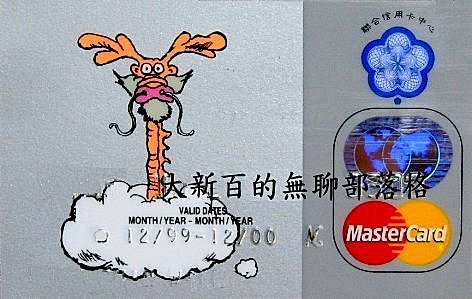 聯合信用卡中心
大新百的無聊部落格
VALID DATES
MONTH/YEAR - MONTH/YEAR
12/99-12/00
MasterCard